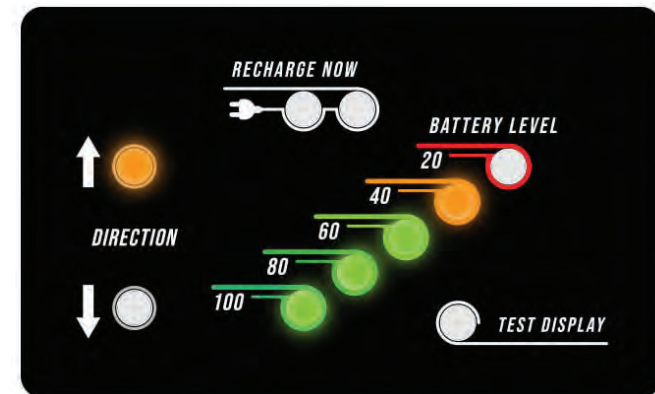 RECHARGE NOW
BATTERY LEVEL
20
40
60
DIRECTION
80
100
TEST DISPLAY